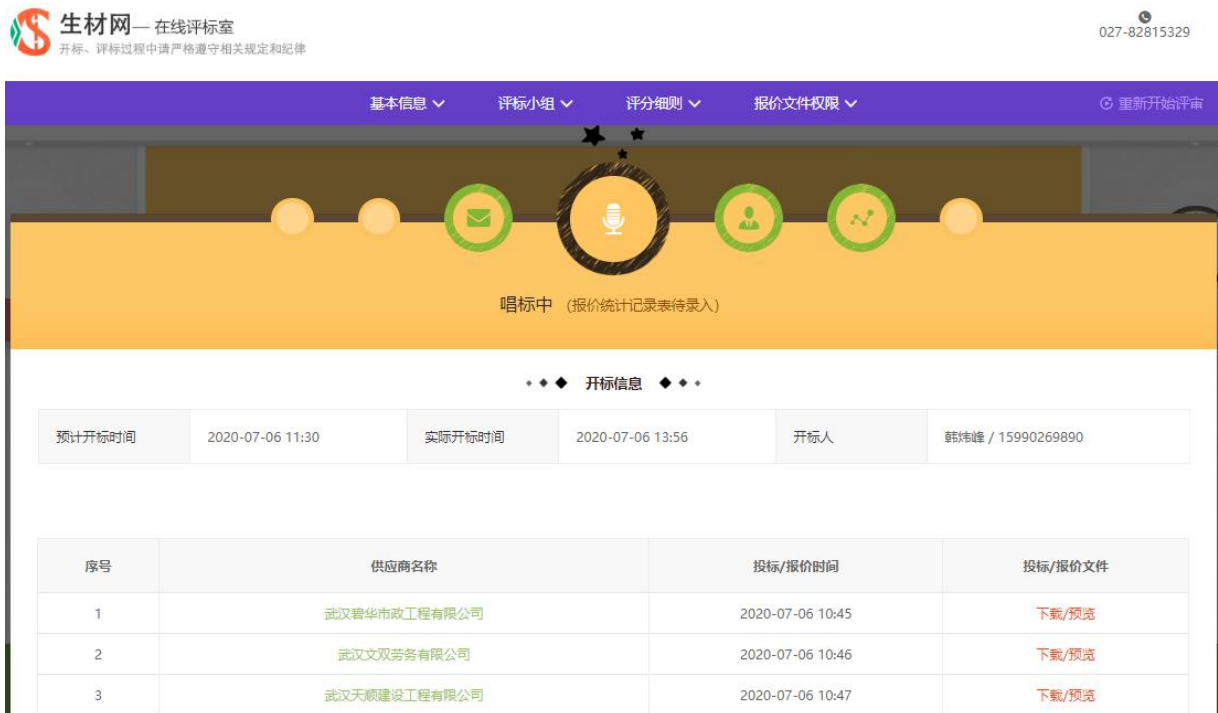 生材网— 在线评标室
开标、评标过程中请严格遵守相关规定和纪律
027-82815329
基本信息 评标小组 评分细则 报价文件权限 重新开始评审
唱标中 (报价统计记录表待录入)
开标信息
预计开标时间 2020-07-06 11:30 实际开标时间 2020-07-06 13:56 开标人 韩炜峰 / 15990269890
序号 供应商名称 投标/报价时间 投标/报价文件
1 武汉碧华市政工程有限公司 2020-07-06 10:45 下载/预览
2 武汉文双劳务有限公司 2020-07-06 10:46 下载/预览
3 武汉天顺建设工程有限公司 2020-07-06 10:47 下载/预览